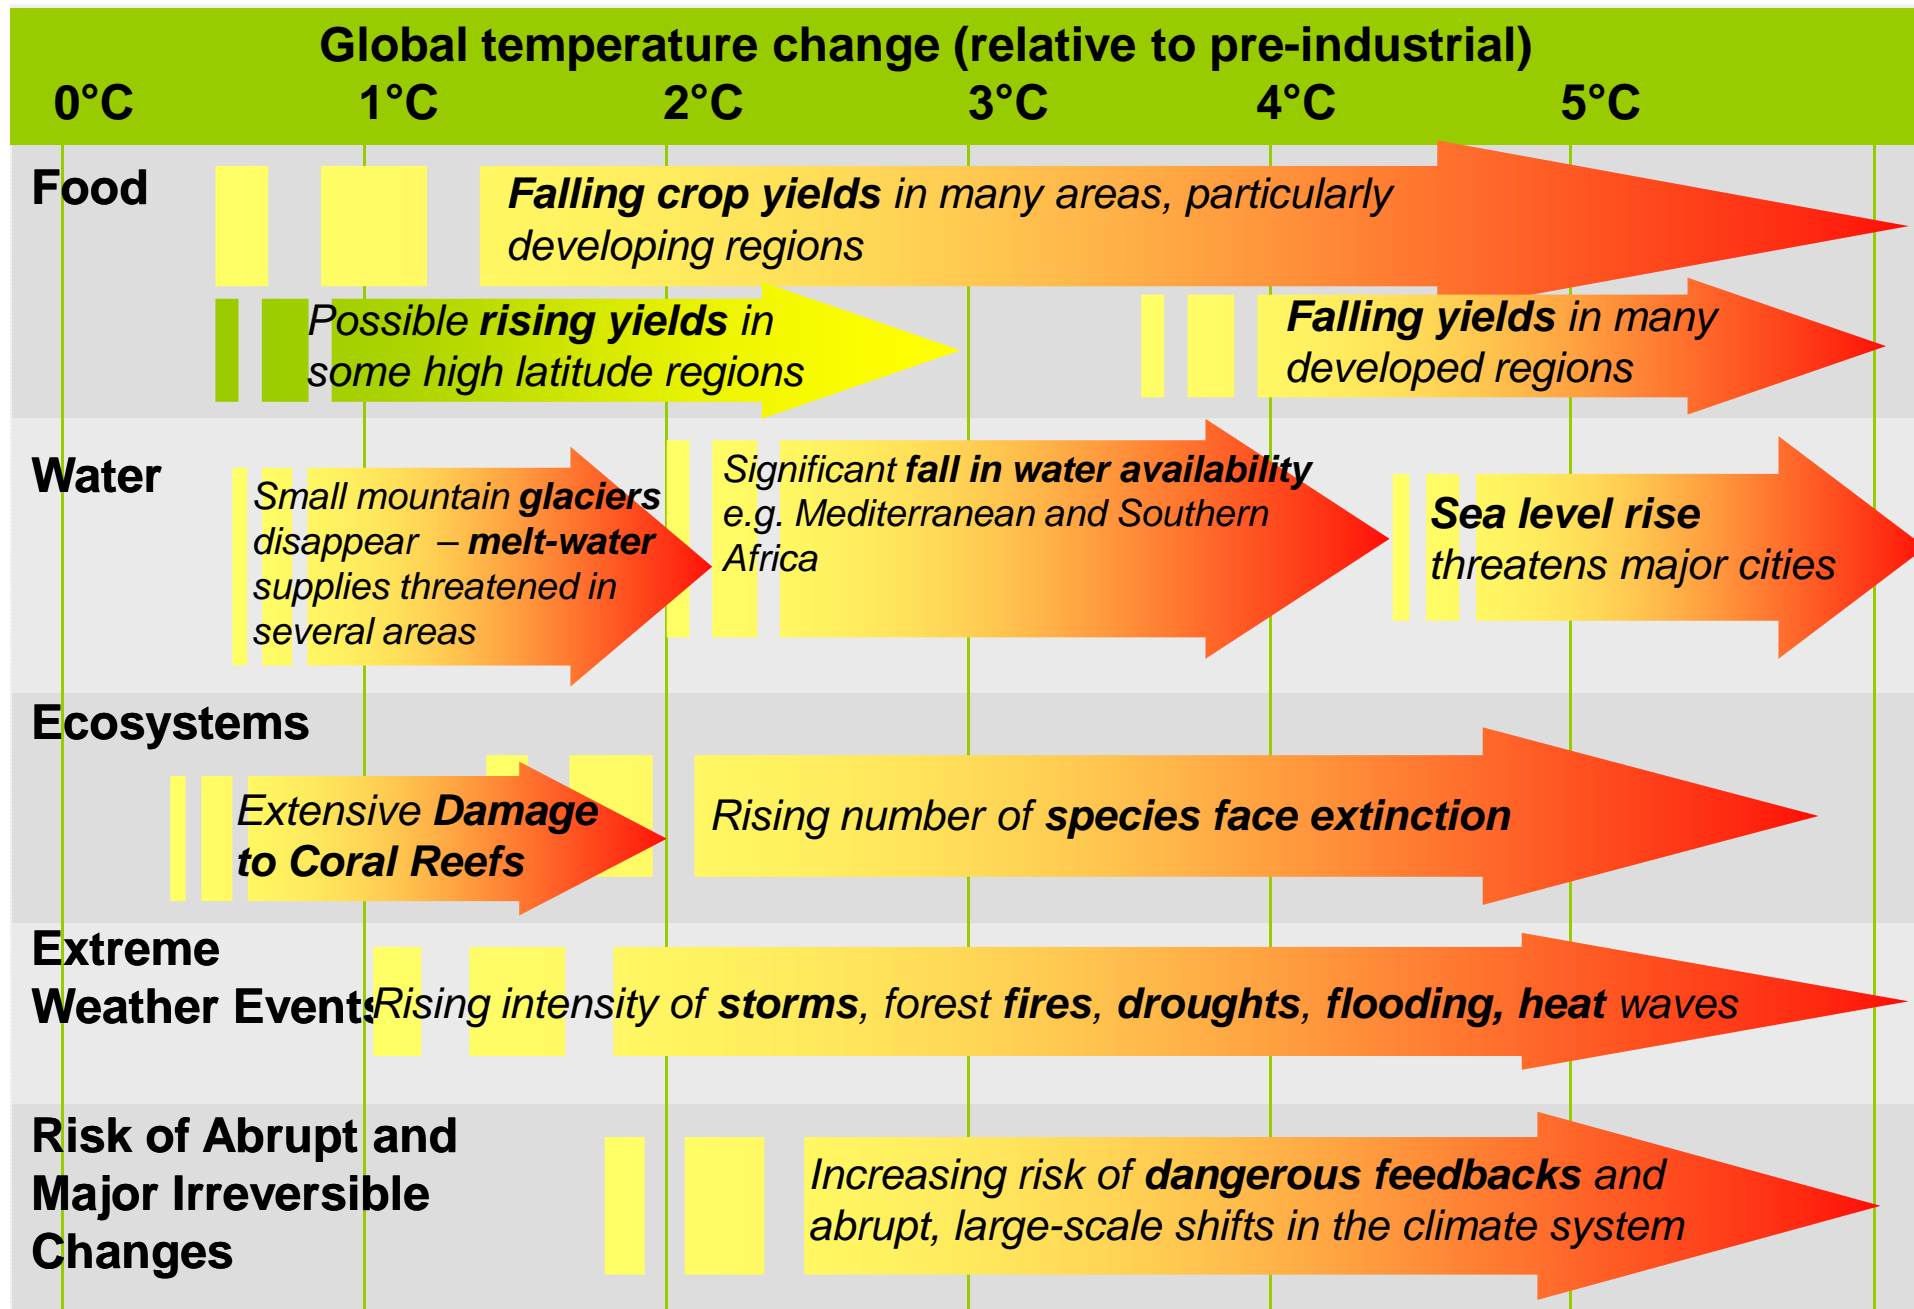 Global temperature change (relative to pre-industrial)
0°C 1°C 2°C 3°C 4°C 5°C
Food
Falling crop yields in many areas, particularly
developing regions
Possible rising yields in
some high latitude regions
Falling yields in many
developed regions
Water
Small mountain glaciers
disappear – melt-water
supplies threatened in
several areas
Significant fall in water availability
e.g. Mediterranean and Southern
Africa
Sea level rise
threatens major cities
Ecosystems
Extensive Damage
to Coral Reefs
Rising number of species face extinction
Extreme
Weather Events
Rising intensity of storms, forest fires, droughts, flooding, heat waves
Risk of Abrupt and
Major Irreversible
Changes
Increasing risk of dangerous feedbacks and
abrupt, large-scale shifts in the climate system